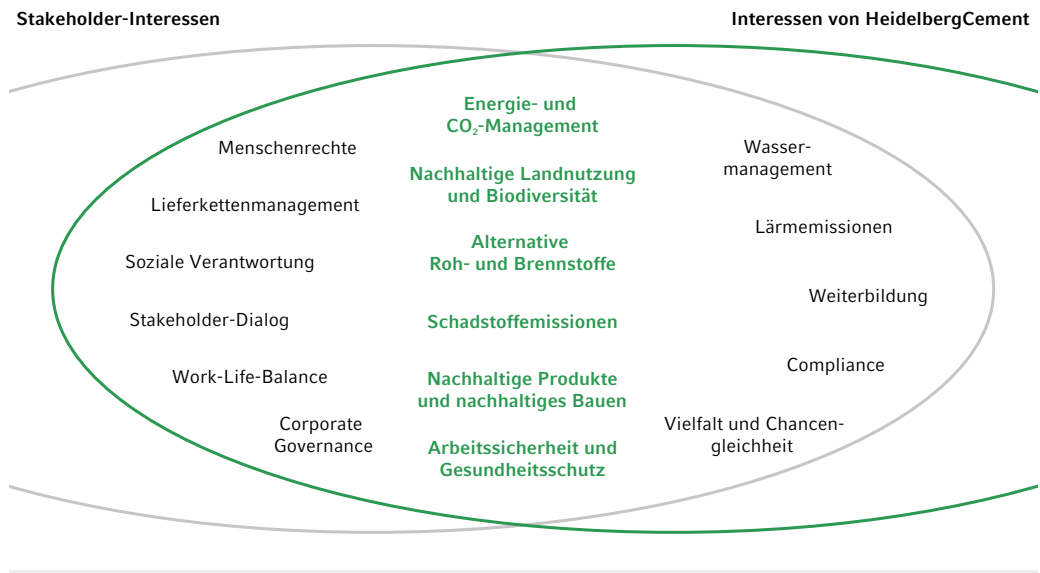 Stakeholder-Interessen
Interessen von HeidelbergCement
Energie- und
CO₂-Management
Menschenrechte
Wasser-
management
Nachhaltige Landnutzung
und Biodiversität
Lieferkettenmanagement
Lärmemissionen
Alternative
Roh- und Brennstoffe
Soziale Verantwortung
Weiterbildung
Stakeholder-Dialog
Schadstoffemissionen
Compliance
Work-Life-Balance
Nachhaltige Produkte
und nachhaltiges Bauen
Corporate
Governance
Vielfalt und Chancen-
gleichheit
Arbeitssicherheit und
Gesundheitsschutz